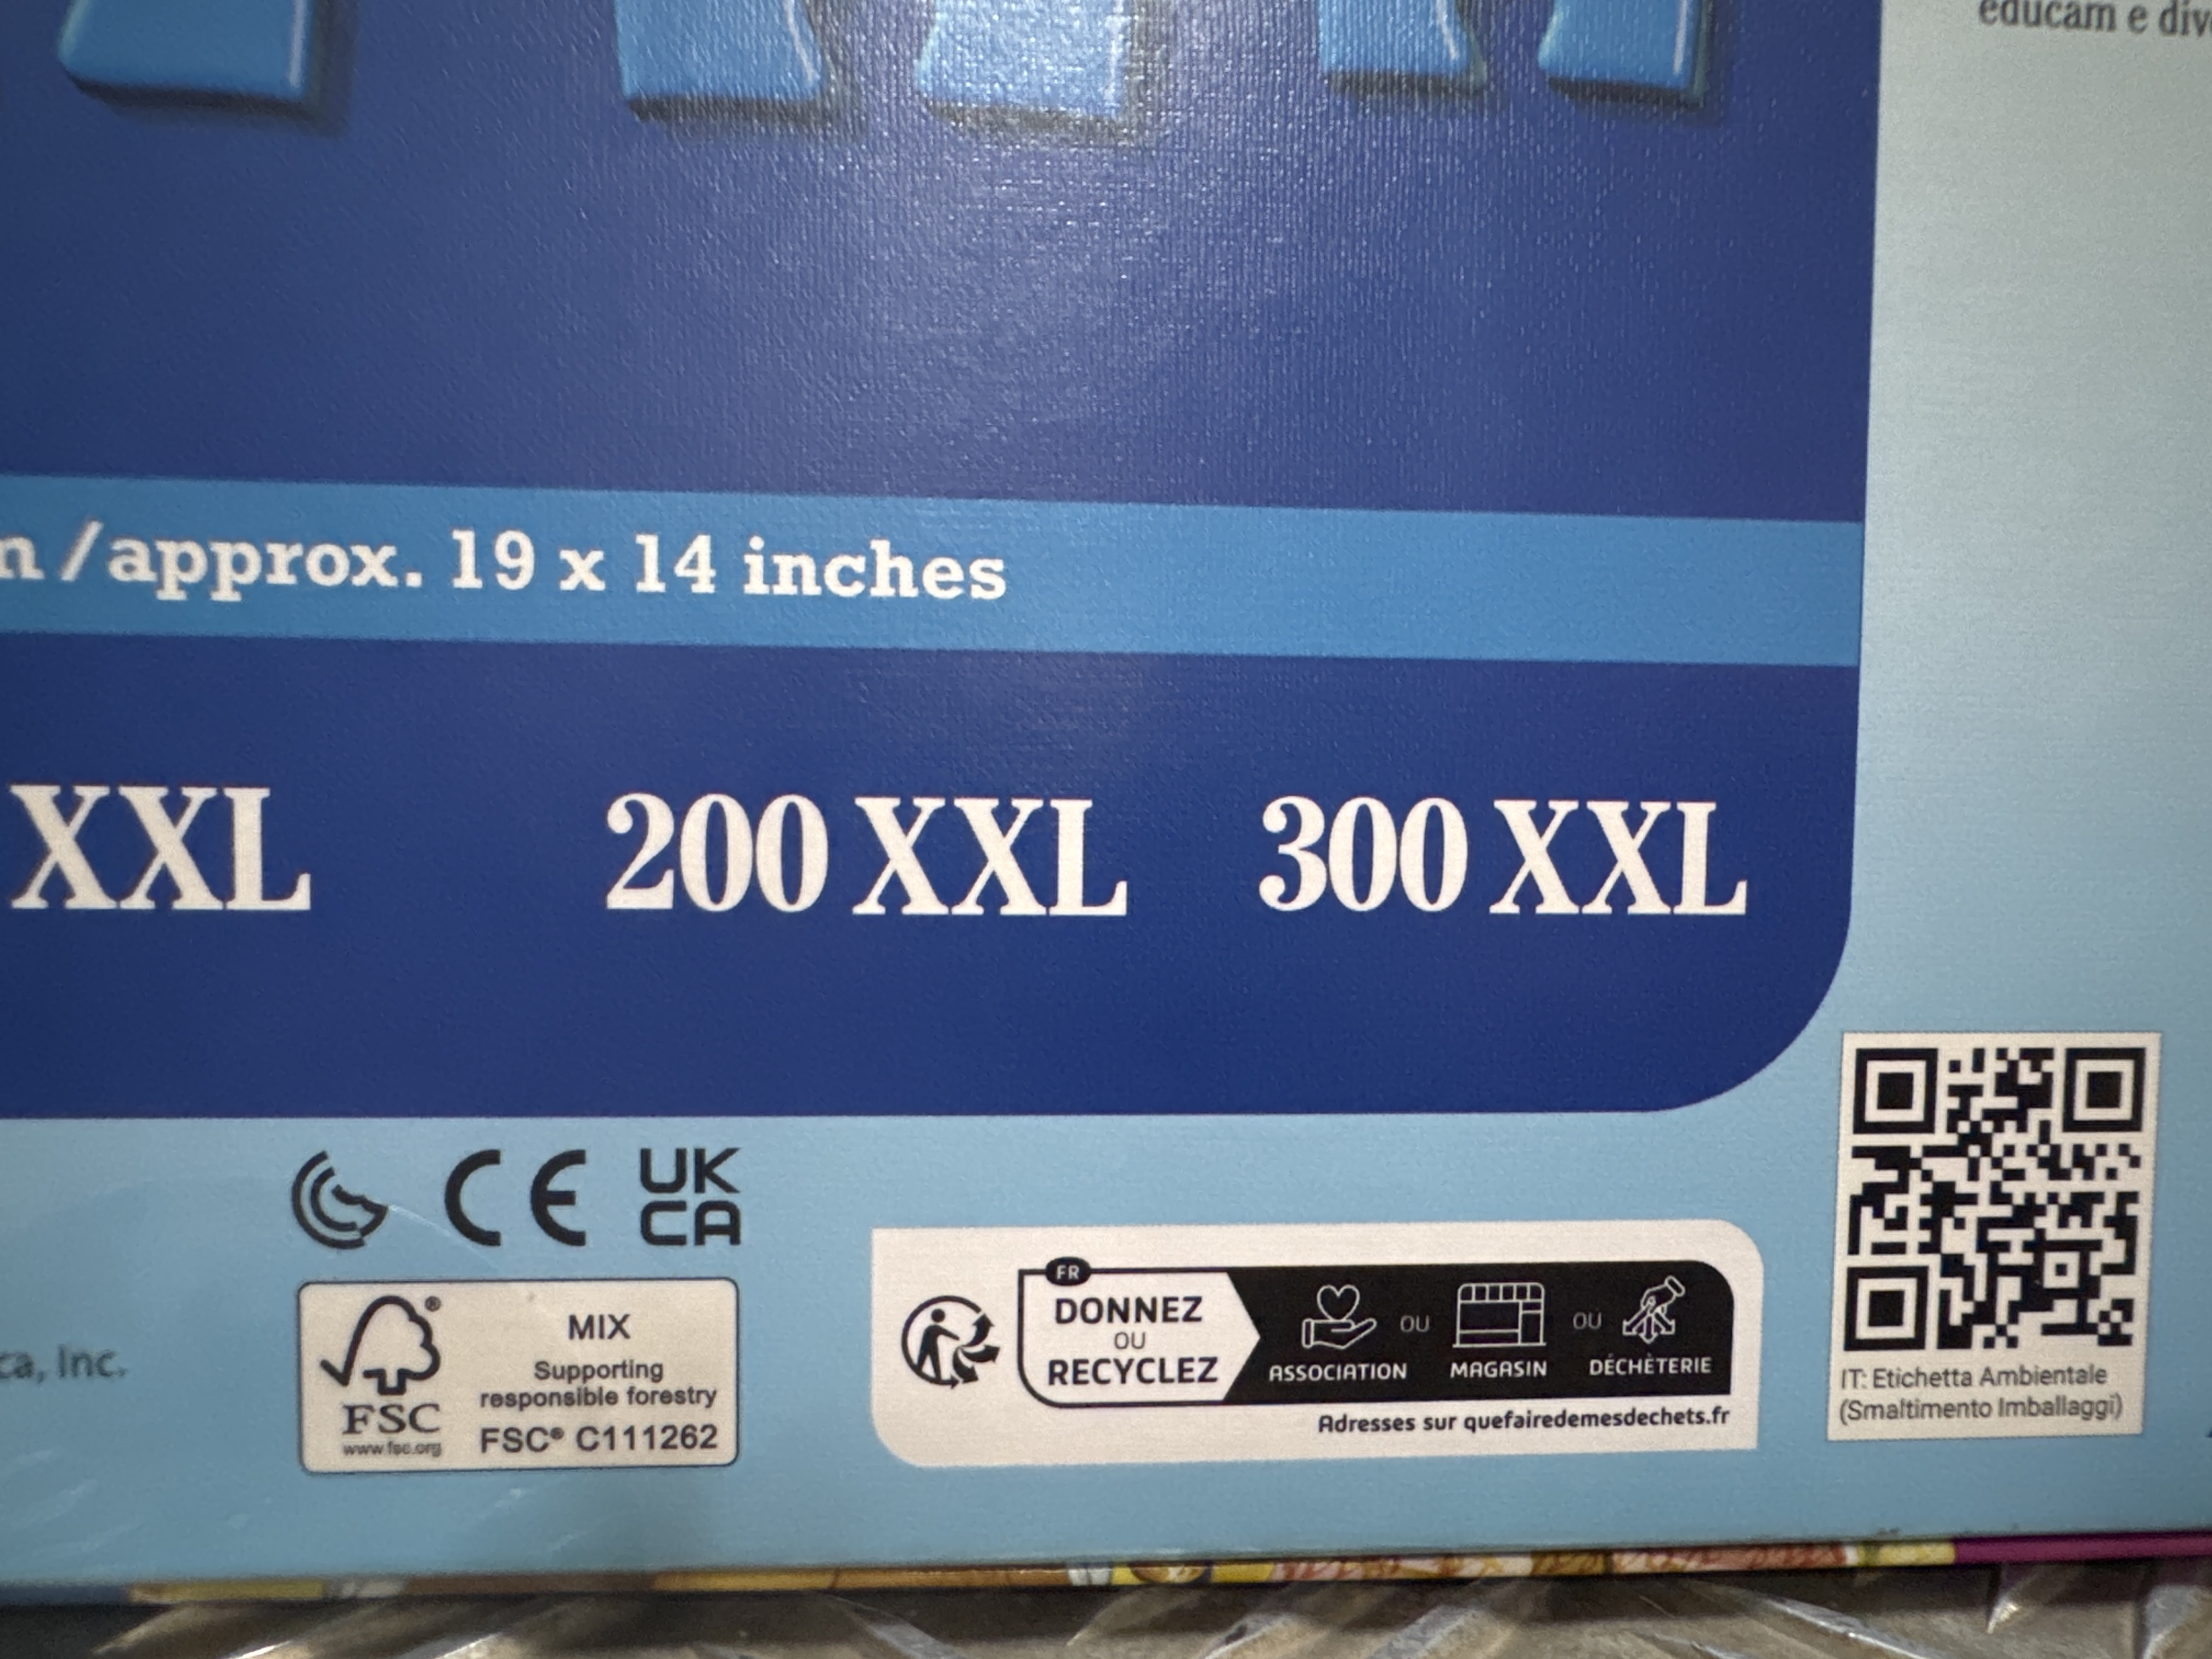 educam e div
n/approx. 19 x 14 inches
XXL 200 XXL 300 XXL
CE
UK
CA
ca, Inc.
FSC®
www.fsc.org
MIX
Supporting
responsible forestry
FSC® C111262
FR
DONNEZ
OU
RECYCLEZ
ASSOCIATION OU MAGASIN OU DÉCHÈTERIE
Adresses sur quefairedemesdechets.fr
IT: Etichetta Ambientale
(Smaltimento Imballaggi)